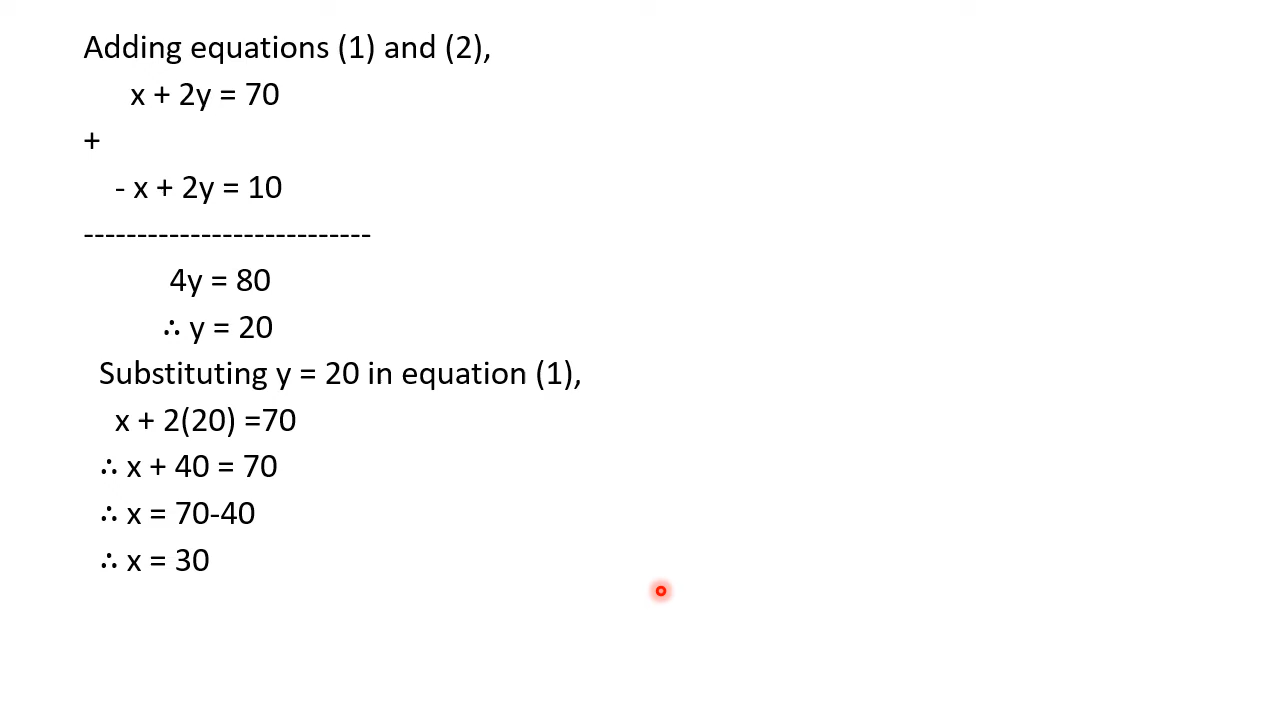 Adding equations (1) and (2),
x + 2y = 70
+
- x + 2y = 10
---------------------------
4y = 80
∴ y = 20
Substituting y = 20 in equation (1),
x + 2(20) =70
∴ x + 40 = 70
∴ x = 70-40
∴ x = 30